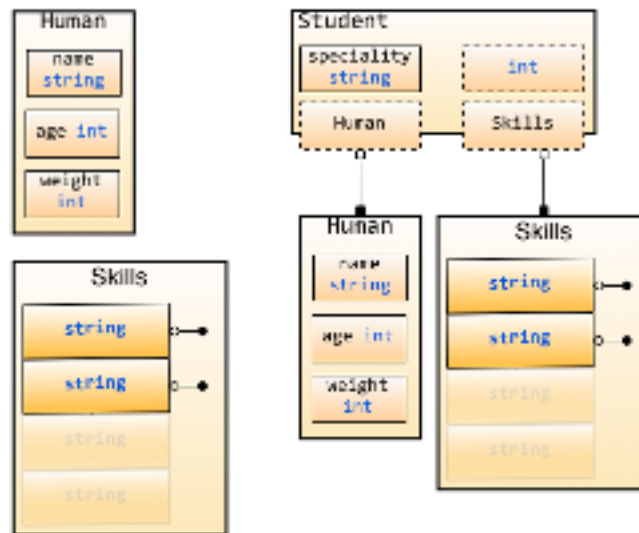 Human
name
string
age int
weight
int
Skills
string
string
string
string
Student
speciality
string
int
Human
Skills
Human
name
string
age int
weight
int
Skills
string
string
string
string